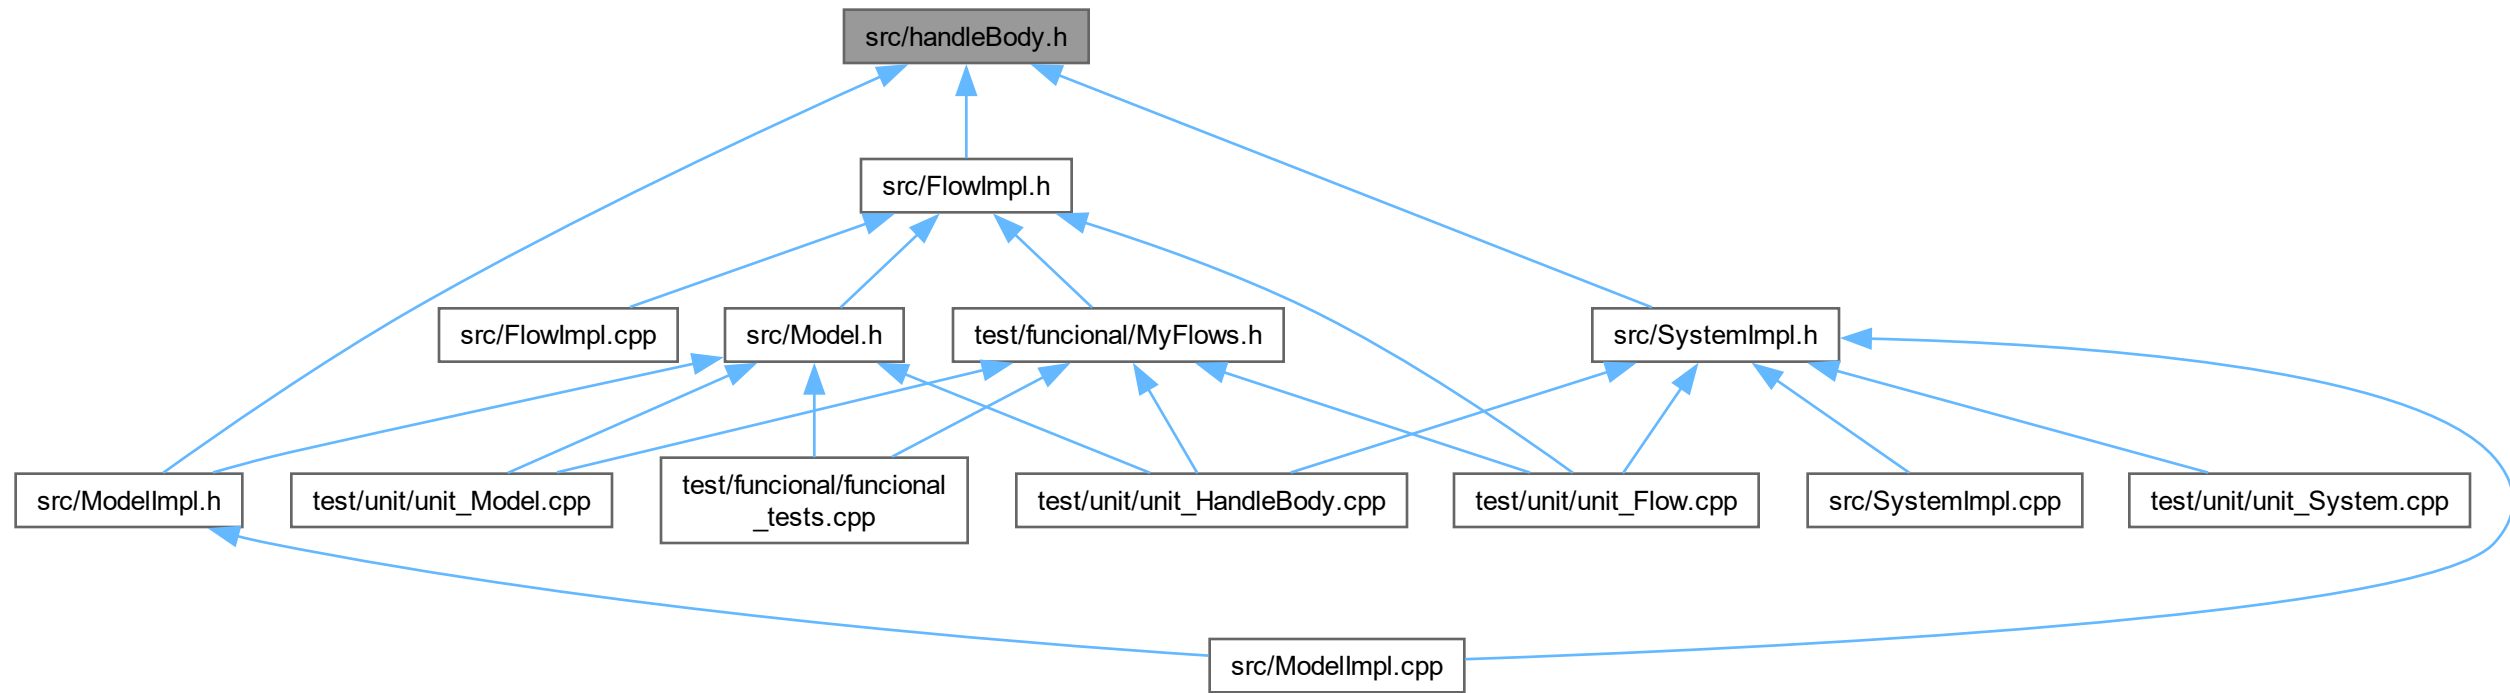 src/handleBody.h
src/FlowImpl.h
src/FlowImpl.cpp
src/Model.h
test/funcional/MyFlows.h
src/SystemImpl.h
src/ModelImpl.h
test/unit/unit_Model.cpp
test/funcional/funcional
_tests.cpp
test/unit/unit_HandleBody.cpp
test/unit/unit_Flow.cpp
src/SystemImpl.cpp
test/unit/unit_System.cpp
src/ModelImpl.cpp